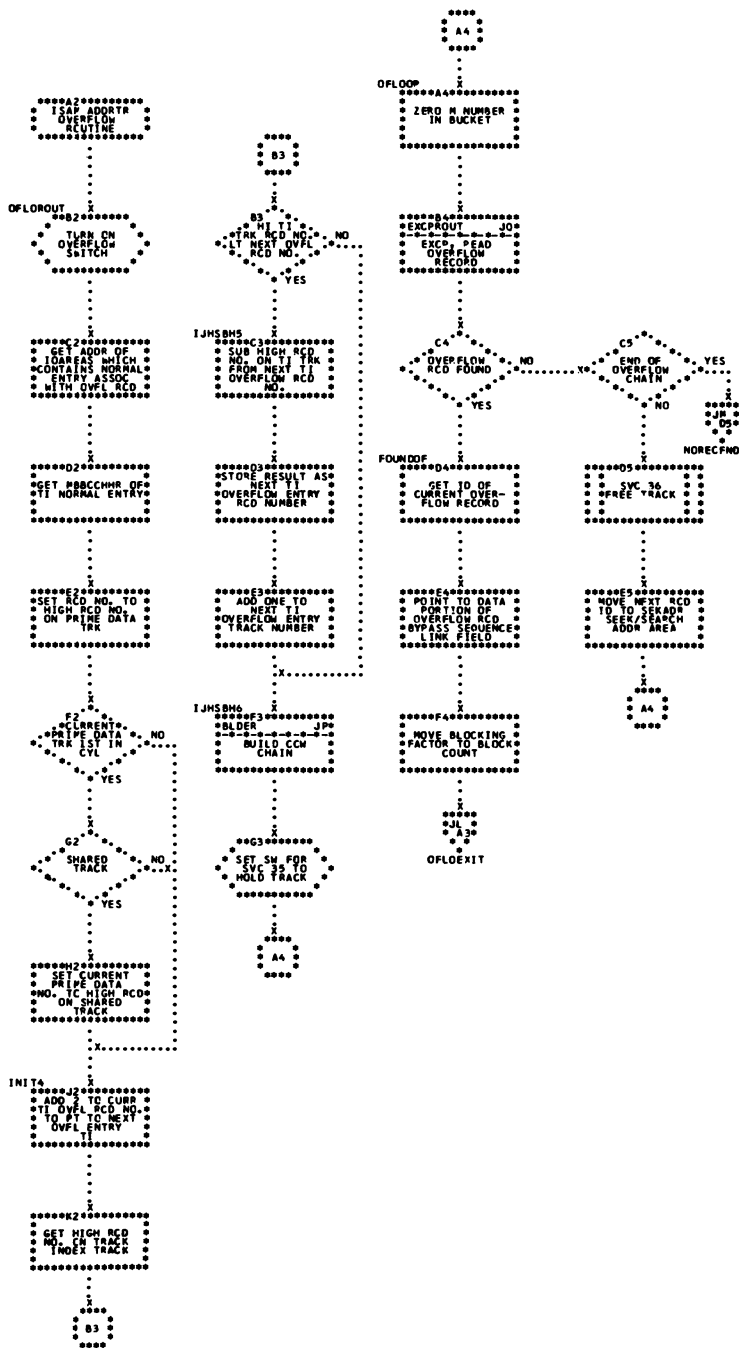 A2
ISAM ADDRTR
OVERFLOW
ROUTINE
OFLOROUT
B2
TURN ON
OVERFLOW
SWITCH
C2
GET ADDR OF
IOAREAS WHICH
CONTAINS NORMAL
ENTRY ASSOC
WITH OVFL RCD
D2
GET MBBCCHHR OF
TI NORMAL ENTRY
E2
SET RCD NO. TO
HIGH RCD NO.
ON PRIME DATA
TRK
F2
CURRENT
PRIME DATA
TRK IST IN
CYL
NO
YES
G2
SHARED
TRACK
NO
YES
H2
SET CURRENT
PRIME DATA
NO. TC HIGH RCD
ON SHARED
TRACK
INIT4
J2
ADD 2 TO CURR
TI OVFL RCD NO.
TO PT TO NEXT
OVFL ENTRY
TI
K2
GET HIGH RCD
NO. CN TRACK
INDEX TRACK
B3
B3
B3
HI TI
TRK RCD NO.
LT NEXT OVFL
RCD NO.
NO
YES
IJHSBH5
C3
SUB HIGH RCD
NO. ON TI TRK
FROM NEXT TI
OVERFLOW RCD
NO.
D3
STORE RESULT AS
NEXT TI
OVERFLOW ENTRY
RCD NUMBER
E3
ADD ONE TO
NEXT TI
OVERFLOW ENTRY
TRACK NUMBER
IJHSBH6
F3
BLDER JP
BUILD CCW
CHAIN
G3
SET SW FOR
SVC 35 TO
HOLD TRACK
A4
A4
OFLOOP
A4
ZERO M NUMBER
IN BUCKET
B4
EXCPROUT JO
EXCP, READ
OVERFLOW
RECORD
C4
OVERFLOW
RCD FOUND
NO
YES
FOUNDOF
D4
GET ID OF
CURRENT OVER-
FLOW RECORD
E4
POINT TO DATA
PORTION OF
OVERFLOW RCD
BYPASS SEQUENCE
LINK FIELD
F4
MOVE BLOCKING
FACTOR TO BLOCK
COUNT
JL
A3
OFLOEXIT
C5
END OF
OVERFLOW
CHAIN
YES
NO
JM
D5
NORECFND
D5
SVC 36
FREE TRACK
E5
MOVE NEXT RCD
ID TO SEKADR
SEEK/SEARCH
ADDR AREA
A4